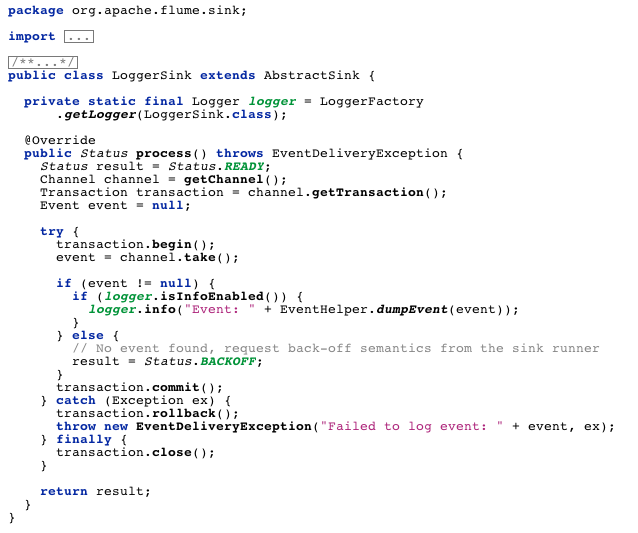 package org.apache.flume.sink;
import ...
/**...*/
public class LoggerSink extends AbstractSink {
private static final Logger logger = LoggerFactory
.getLogger(LoggerSink.class);
@Override
public Status process() throws EventDeliveryException {
Status result = Status.READY;
Channel channel = getChannel();
Transaction transaction = channel.getTransaction();
Event event = null;
try {
transaction.begin();
event = channel.take();
if (event != null) {
if (logger.isInfoEnabled()) {
logger.info("Event: " + EventHelper.dumpEvent(event));
}
} else {
// No event found, request back-off semantics from the sink runner
result = Status.BACKOFF;
}
transaction.commit();
} catch (Exception ex) {
transaction.rollback();
throw new EventDeliveryException("Failed to log event: " + event, ex);
} finally {
transaction.close();
}
return result;
}
}